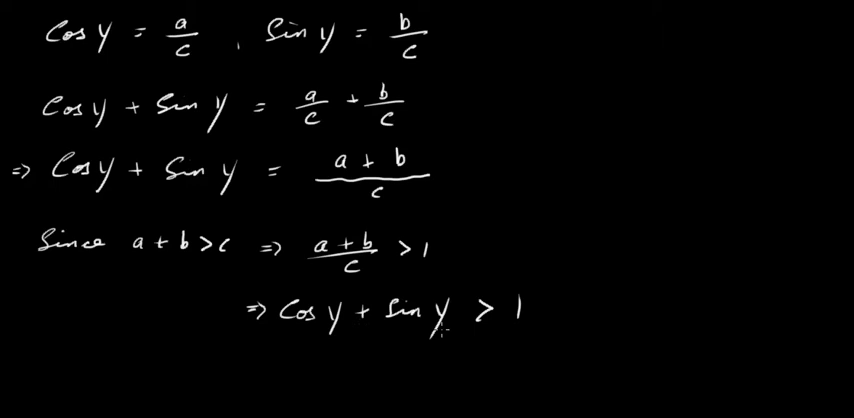 Cos y = a/c , Sin y = b/c
Cos y + Sin y = a/c + b/c
=> Cos y + Sin y = (a + b)/c
Since a + b > c => (a + b)/c > 1
=> Cos y + Sin y > 1